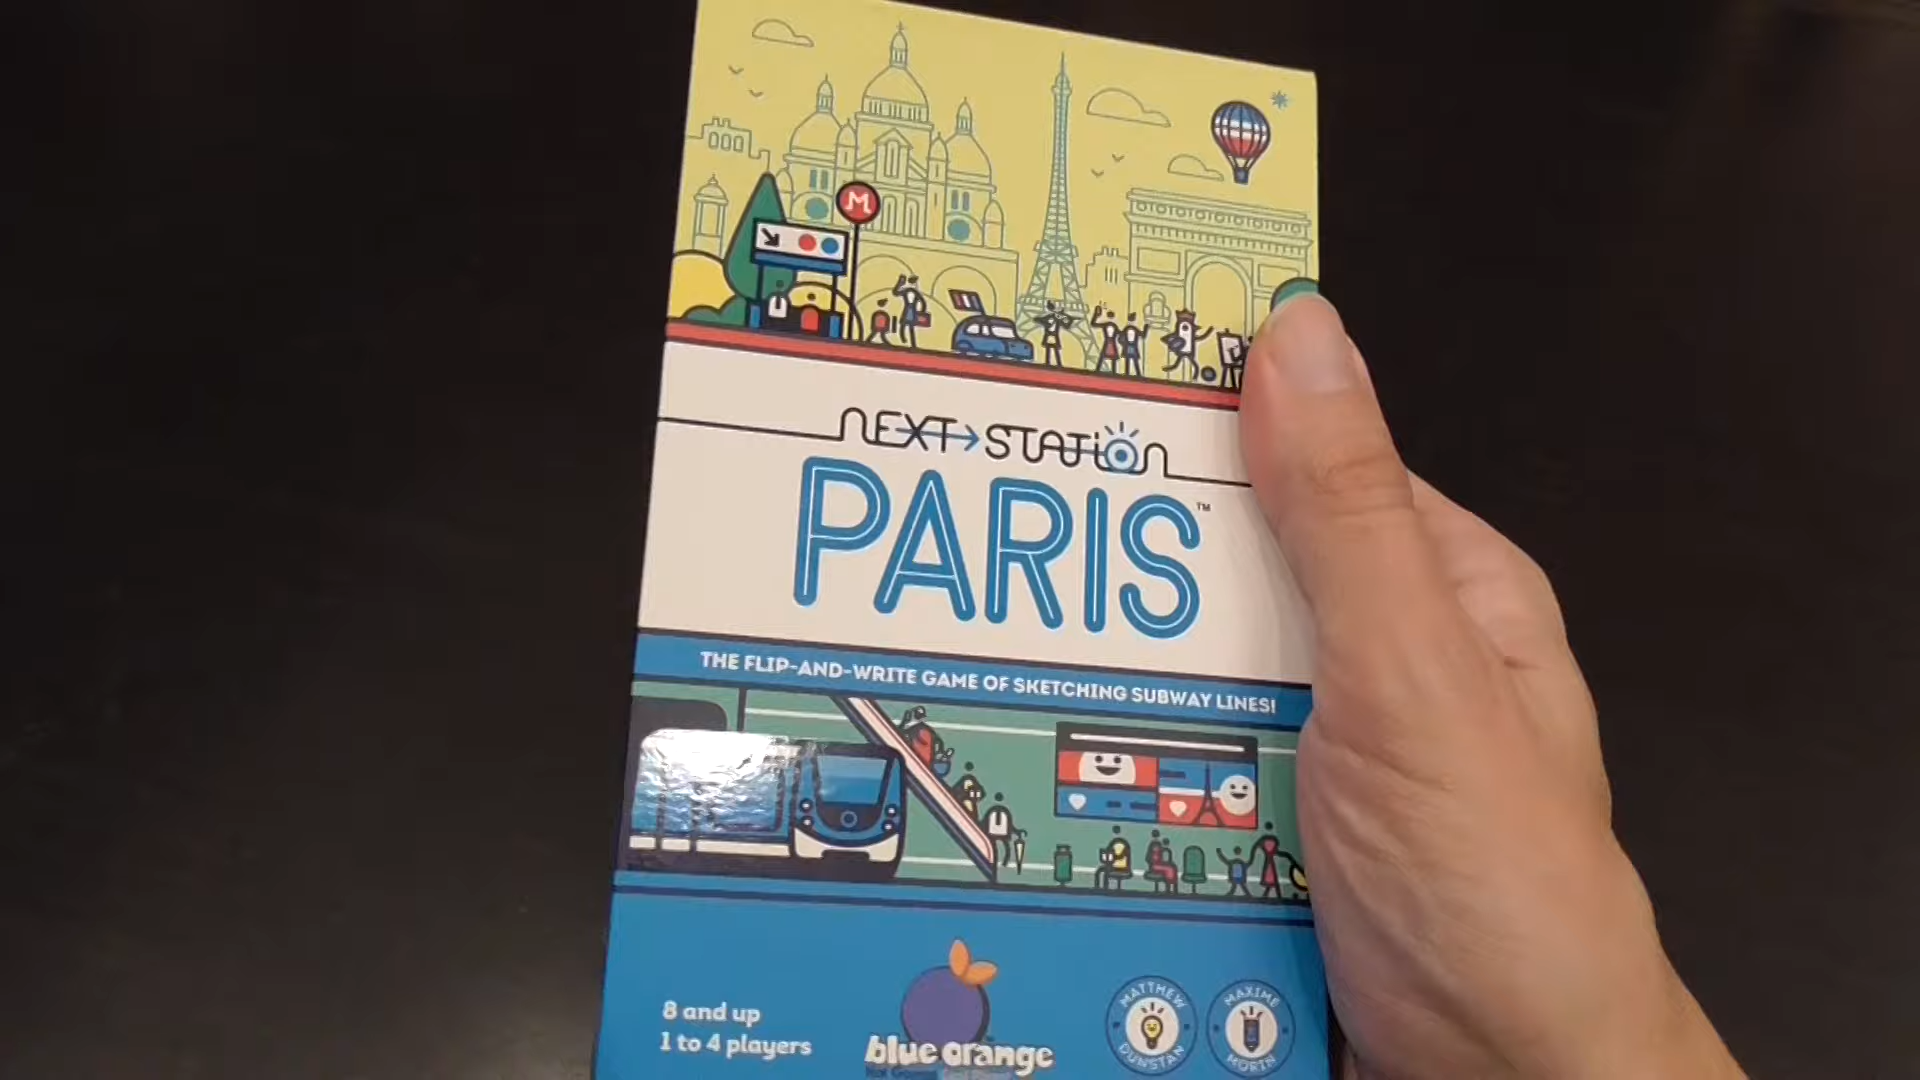 M
NEXT STATION
PARIS™
THE FLIP-AND-WRITE GAME OF SKETCHING SUBWAY LINES!
8 and up
1 to 4 players
blue orange
MATTHEW DUNSTAN
MAXIME MORIN